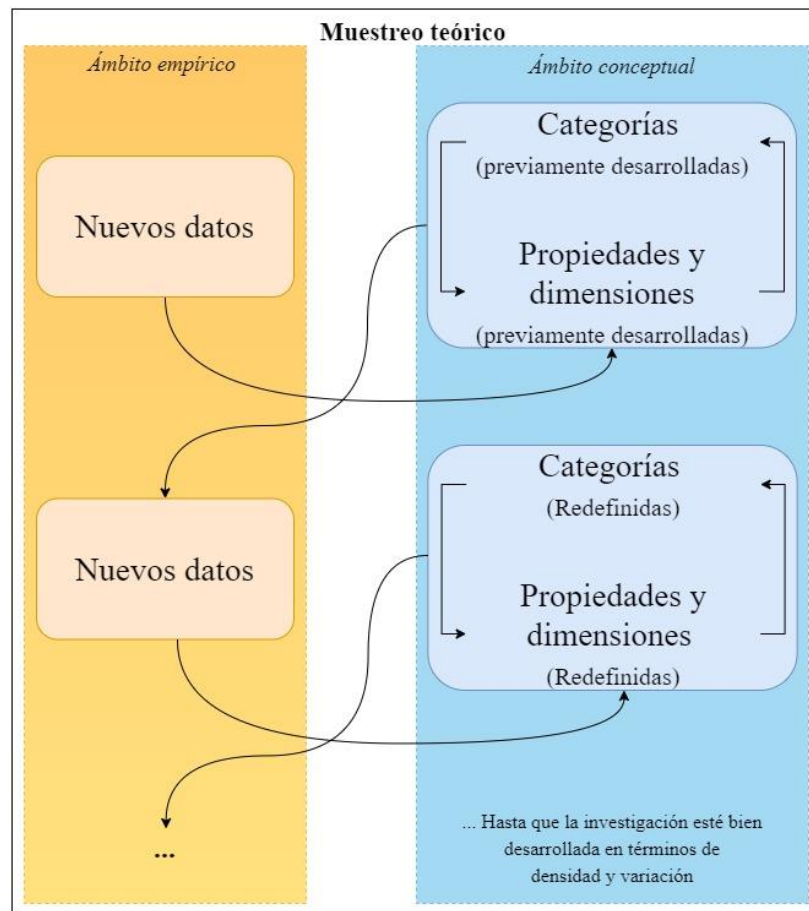 Muestreo teórico
Ámbito empírico
Ámbito conceptual
Categorías
(previamente desarrolladas)
Nuevos datos
Propiedades y
dimensiones
(previamente desarrolladas)
Categorías
(Redefinidas)
Nuevos datos
Propiedades y
dimensiones
(Redefinidas)
...
... Hasta que la investigación esté bien
desarrollada en términos de
densidad y variación